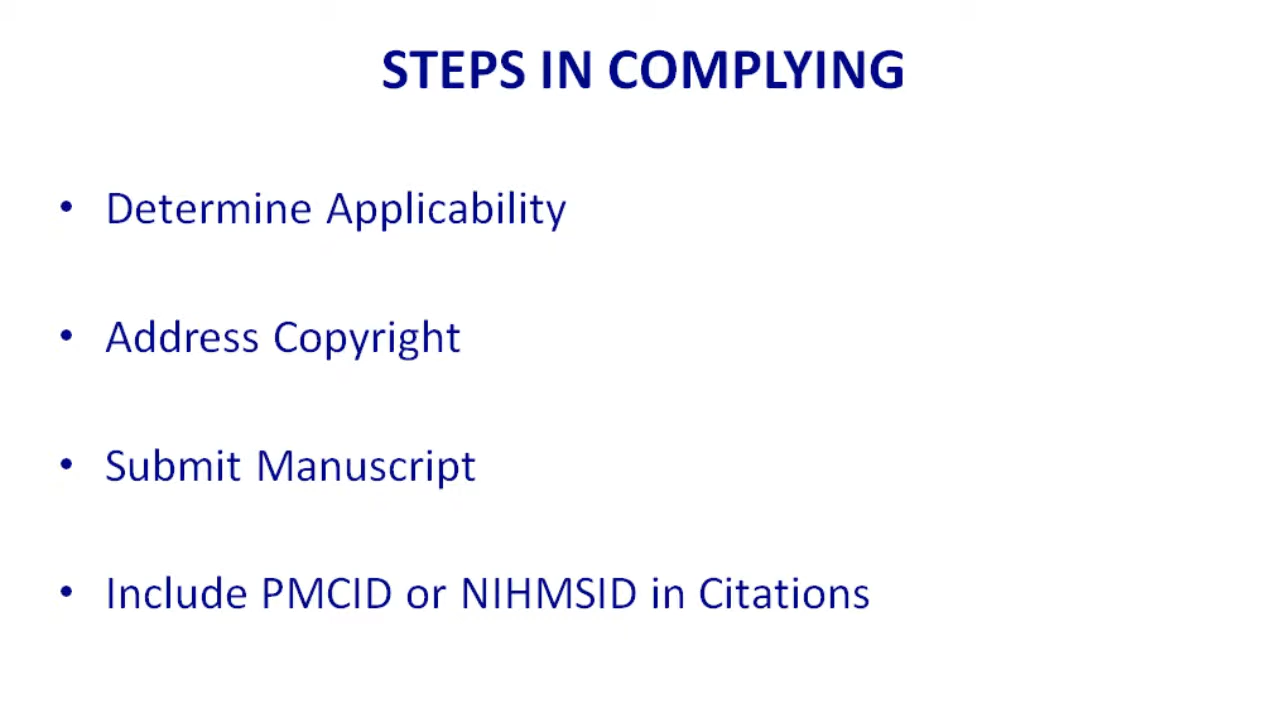 STEPS IN COMPLYING
• Determine Applicability
• Address Copyright
• Submit Manuscript
• Include PMCID or NIHMSID in Citations